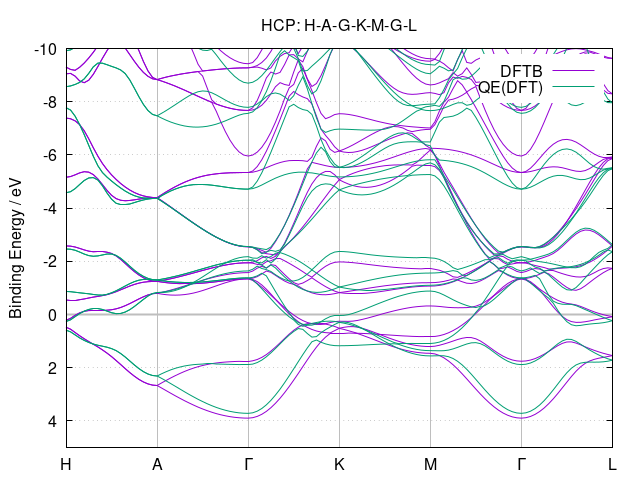 HCP: H-A-G-K-M-G-L
-10
DFTB
QE(DFT)
-8
-6
-4
-2
0
2
4
Binding Energy / eV
H A Γ K M Γ L